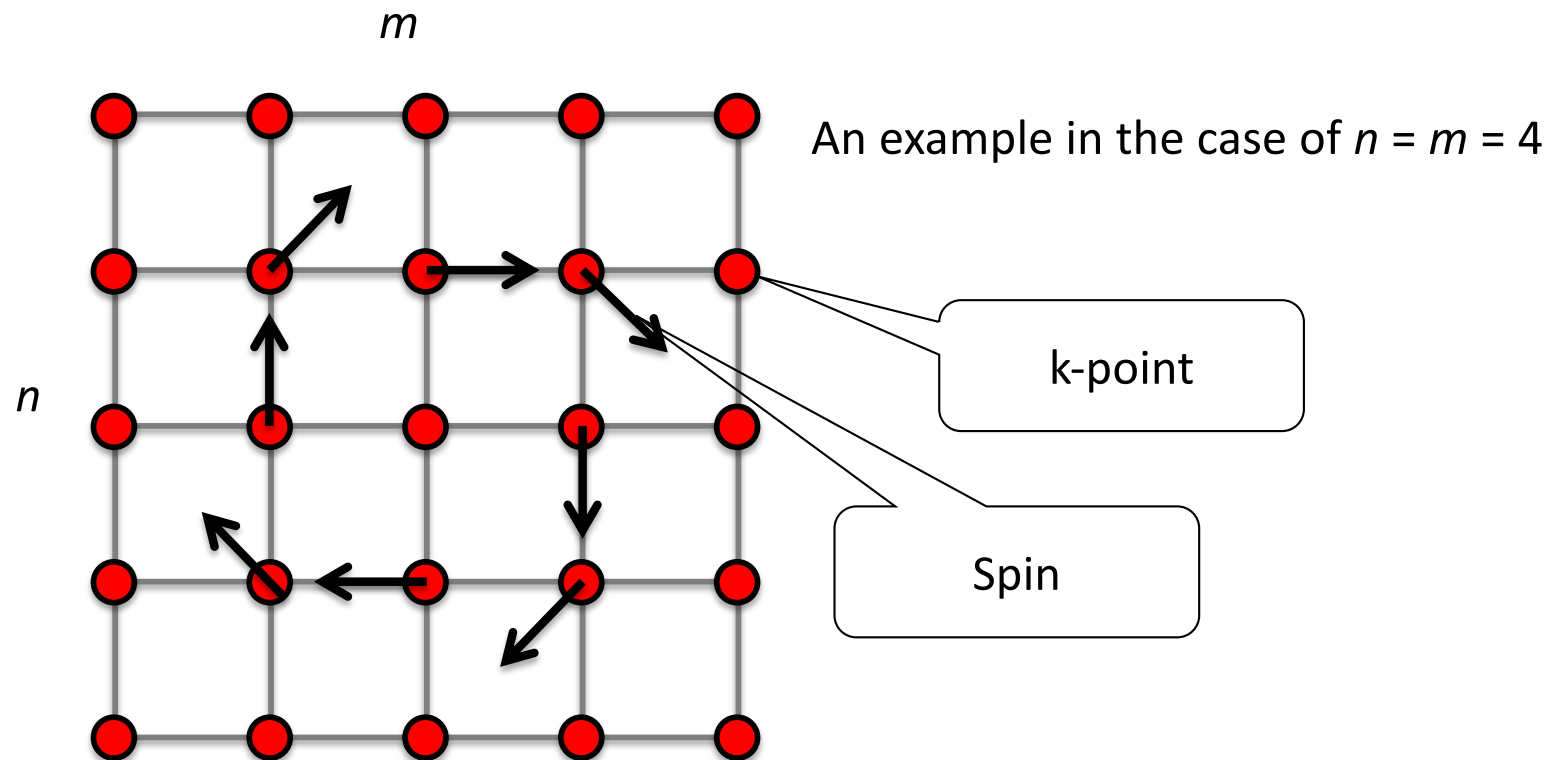 m
An example in the case of n = m = 4
k-point
n
Spin